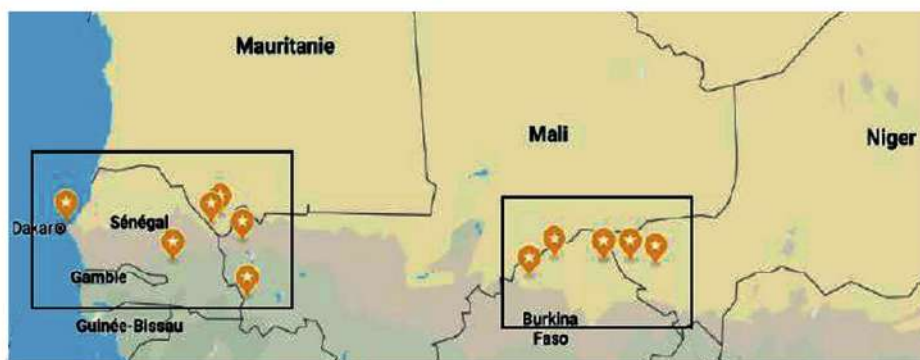 Mauritanie
Mali
Niger
Sénégal
Dakar
Gambie
Guinée-Bissau
Burkina
Faso